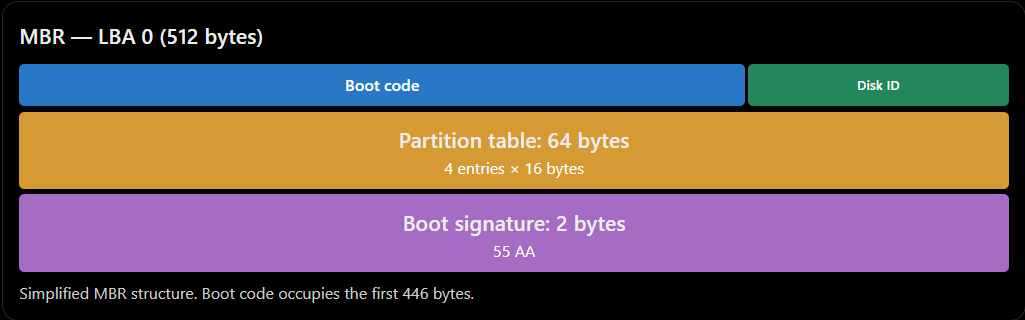 MBR — LBA 0 (512 bytes)
Boot code
Disk ID
Partition table: 64 bytes
4 entries × 16 bytes
Boot signature: 2 bytes
55 AA
Simplified MBR structure. Boot code occupies the first 446 bytes.